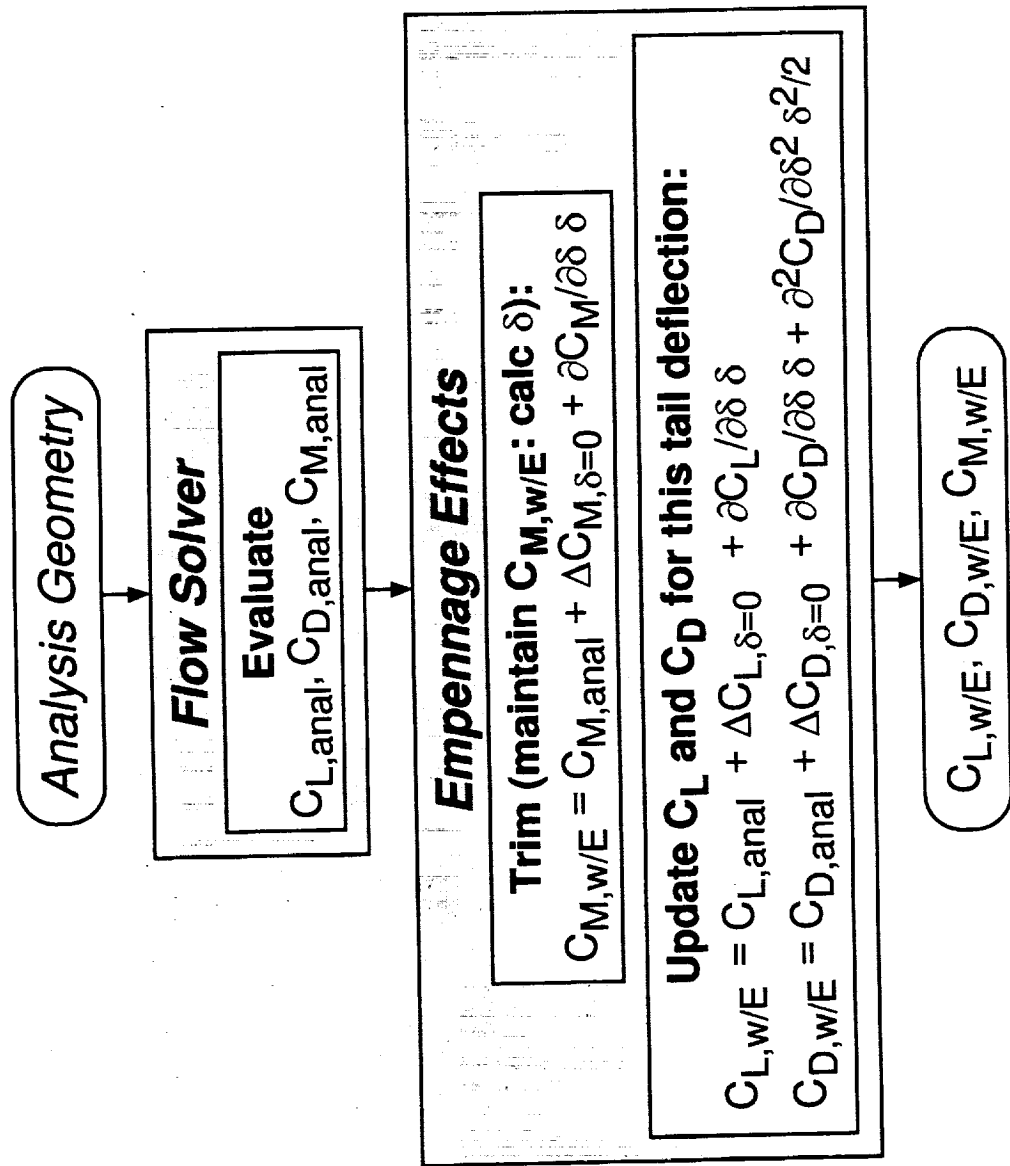 Analysis Geometry
Flow Solver
Evaluate
C_L,anal, C_D,anal, C_M,anal
Empennage Effects
Trim (maintain C_M,w/E: calc δ):
C_M,w/E = C_M,anal + ΔC_M,δ=0 + ∂C_M/∂δ δ
Update C_L and C_D for this tail deflection:
C_L,w/E = C_L,anal + ΔC_L,δ=0 + ∂C_L/∂δ δ
C_D,w/E = C_D,anal + ΔC_D,δ=0 + ∂C_D/∂δ δ + ∂²C_D/∂δ² δ²/2
C_L,w/E, C_D,w/E, C_M,w/E